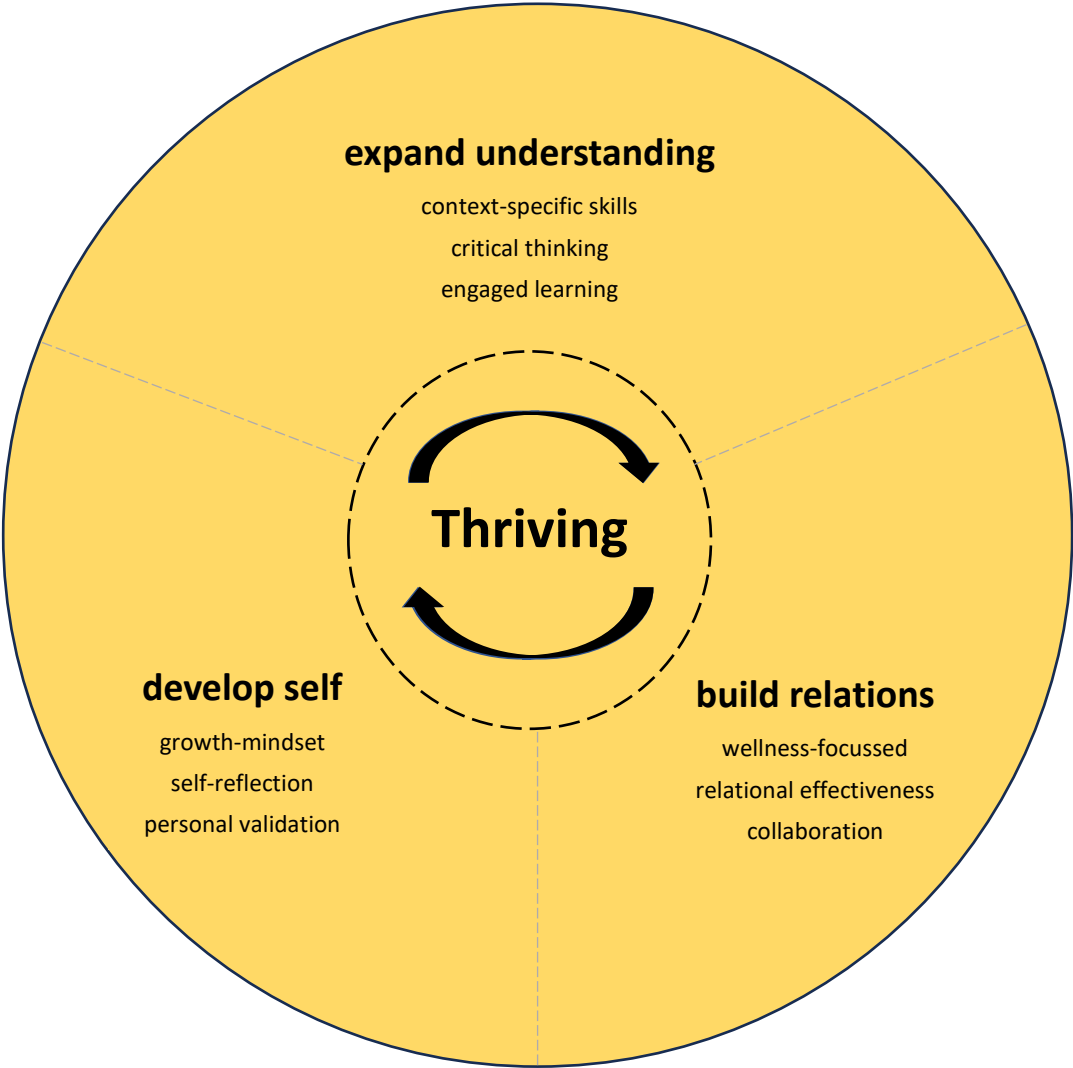 expand understanding
context-specific skills
critical thinking
engaged learning
Thriving
develop self
growth-mindset
self-reflection
personal validation
build relations
wellness-focussed
relational effectiveness
collaboration